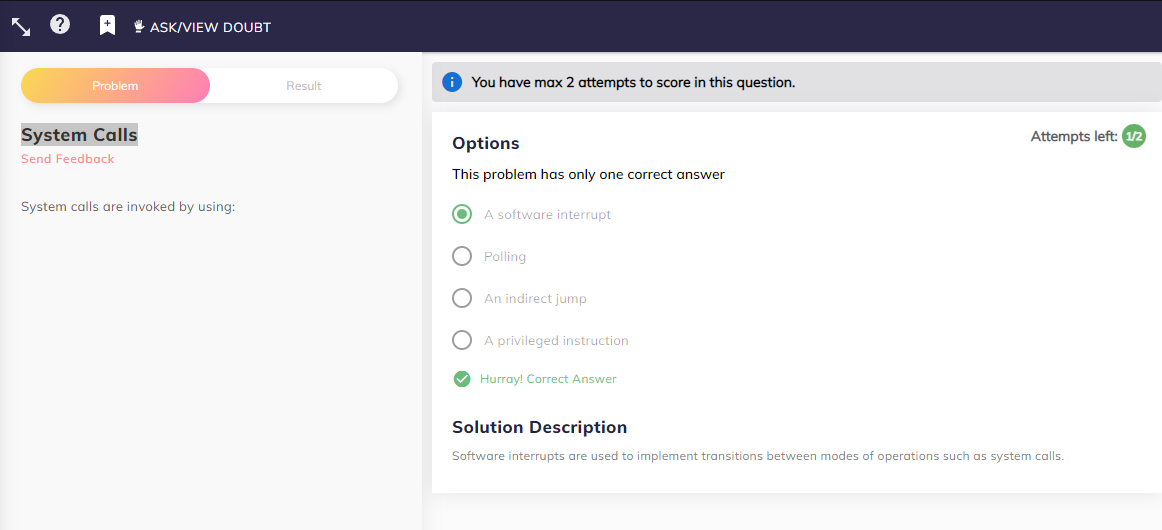 ASK/VIEW DOUBT
Problem
Result
System Calls
Send Feedback
System calls are invoked by using:
You have max 2 attempts to score in this question.
Options
Attempts left: 1/2
This problem has only one correct answer
A software interrupt
Polling
An indirect jump
A privileged instruction
Hurray! Correct Answer
Solution Description
Software interrupts are used to implement transitions between modes of operations such as system calls.